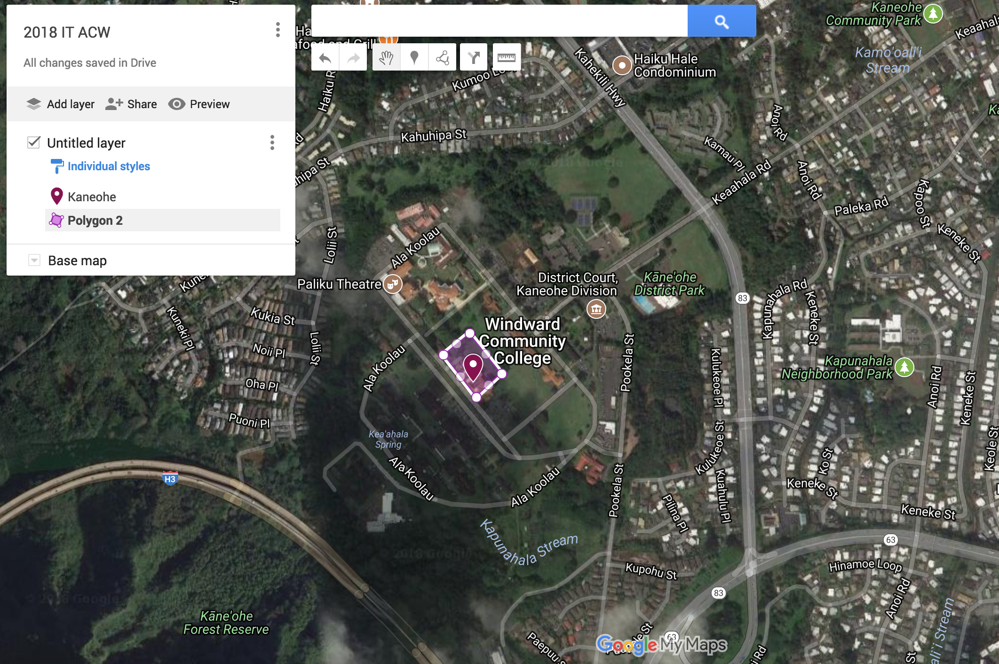 2018 IT ACW
All changes saved in Drive
Add layer
Share
Preview
Untitled layer
Individual styles
Kaneohe
Polygon 2
Base map
Kaneohe
Community Park
Keaahala
Kamo'oali'i
Stream
Haiku Hale
Condominium
Kahekili Hwy
Kumoo
Haiku
Kahuhipa St
Anoi Rd
Kamau Pl
Keaahala Rd
Anoi Rd
Paleka Rd
Kapoo St
Keneke St
Lolii St
Ala Koolau
Paliku Theatre
District Court,
Kaneohe Division
Kāne'ohe
District Park
83
Kapunahala Rd
Keneke St
Kukia St
Kuneki Pl
Lolii St
Noii Pl
Windward
Community
College
Ala Koolau
Pookela St
Kulukeoe Pl
Kapunahala
Neighborhood Park
Anoi Rd
Keneke St
Oha Pl
Puoni Pl
Kea'ahala
Spring
Kulukeoe St
Keole St
Ko St
H3
Ala Koolau
Ala Koolau
Pookela St
Kuahulu Pl
Keneke St
Pilina Pl
Keneke St
Kapunahala Stream
63
Kupohu St
Hinamoe Loop
83
Anoi Rd
Kāne'ohe
Forest Reserve
63
Google My Maps